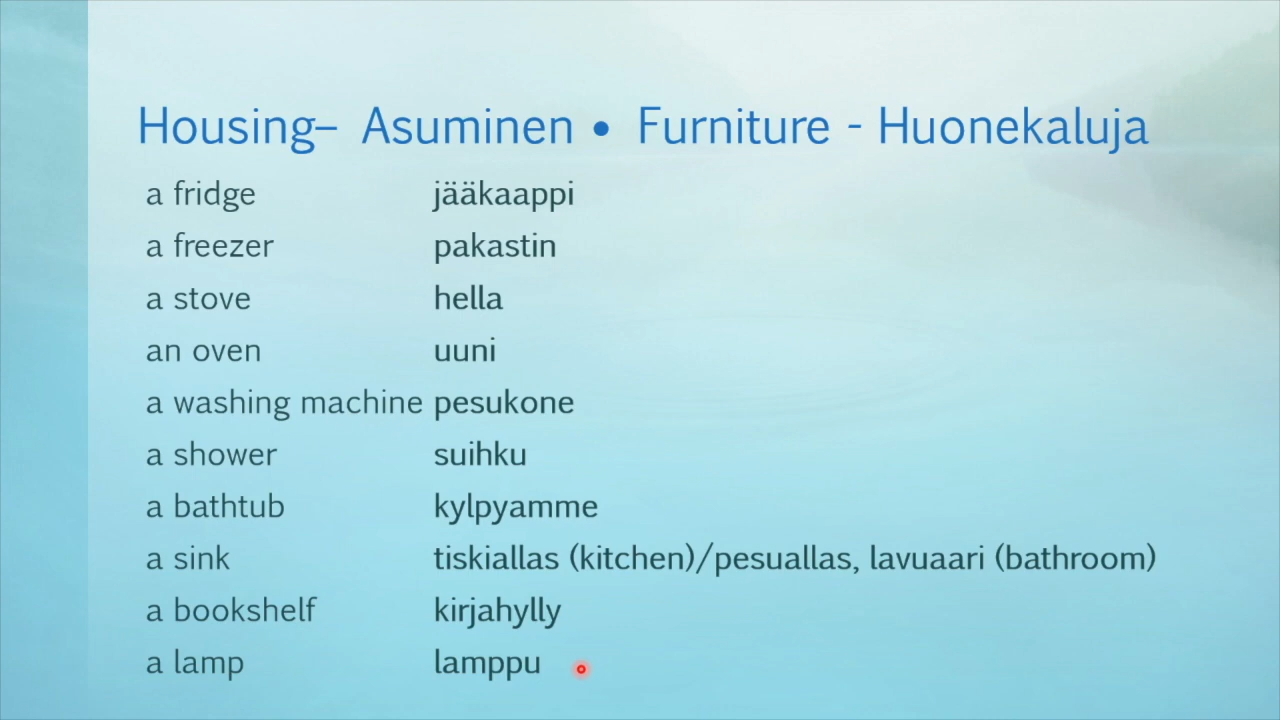 Housing– Asuminen • Furniture - Huonekaluja
a fridge jääkaappi
a freezer pakastin
a stove hella
an oven uuni
a washing machine pesukone
a shower suihku
a bathtub kylpyamme
a sink tiskiallas (kitchen)/pesuallas, lavuaari (bathroom)
a bookshelf kirjahylly
a lamp lamppu